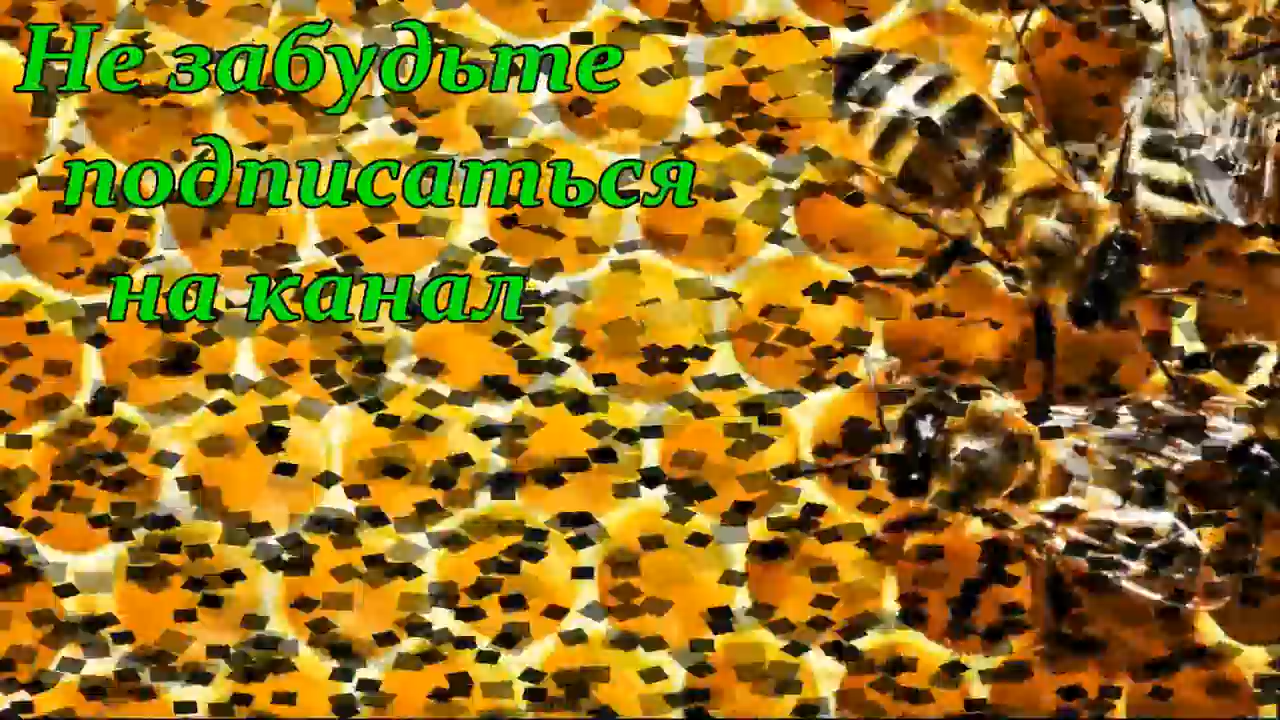 Не забудьте
подписаться
на канал